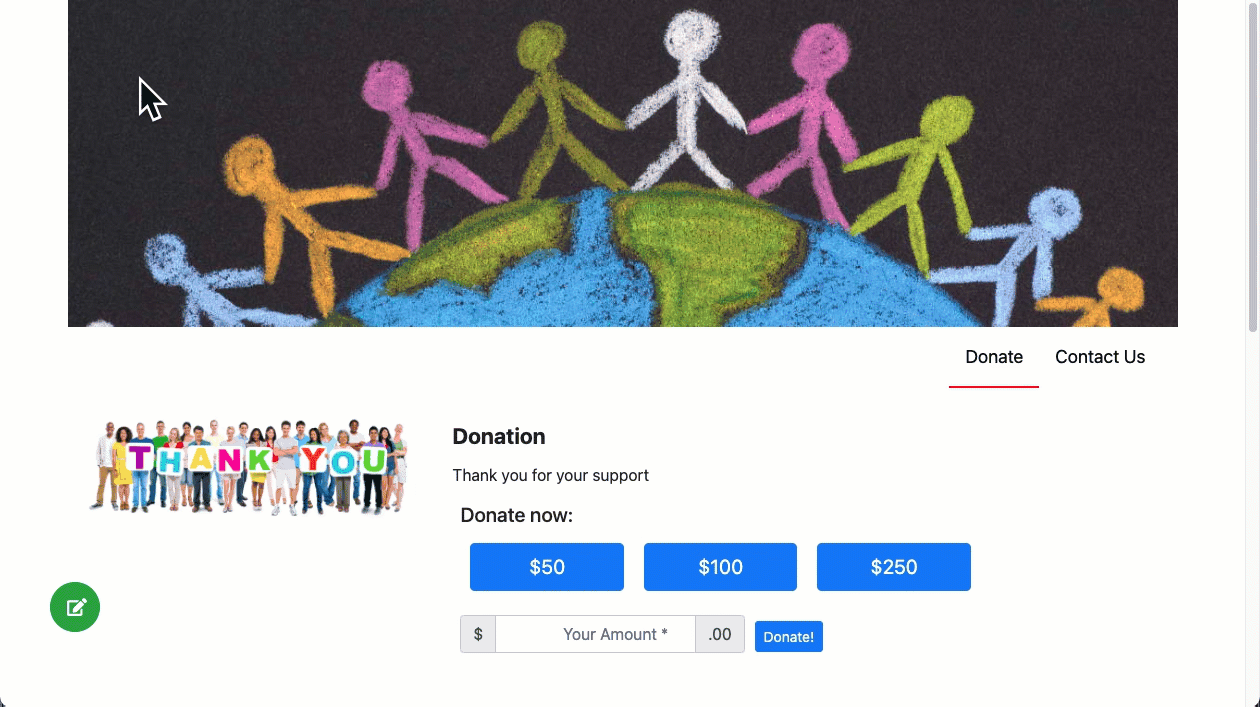 Donate Contact Us
THANK YOU
Donation
Thank you for your support
Donate now:
$50 $100 $250
$ Your Amount * .00 Donate!